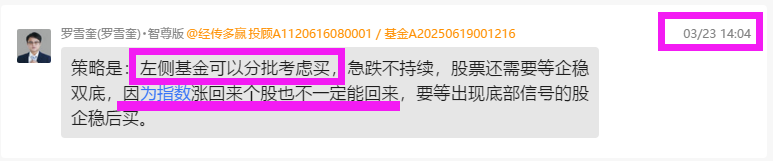 罗雪奎(罗雪奎)·智尊版 @经传多赢投顾A1120616080001 / 基金A20250619001216 03/23 14:04
策略是：左侧基金可以分批考虑买，急跌不持续，股票还需要等企稳
双底，因为指数涨回来个股也不一定能回来，要等出现底部信号的股
企稳后买。